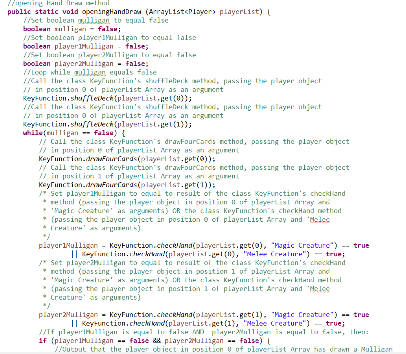 //opening Hand Draw method
public static void openingHandDraw (ArrayList<Player> playerList) {
//Set boolean mulligan to equal false
boolean mulligan = false;
//Set boolean player1Mulligan to equal false
boolean player1Mulligan = false;
//Set boolean player2Mulligan to equal false
boolean player2Mulligan = false;
//Loop while mulligan equals false
//Call the class KeyFunction's shuffleDeck method, passing the player object
// in position 0 of playerList Array as an argument
KeyFunction.shuffleDeck(playerList.get(0));
//Call the class KeyFunction's shuffleDeck method, passing the player object
// in position 0 of playerList Array as an argument
KeyFunction.shuffleDeck(playerList.get(1));
while(mulligan == false) {
// Call the class KeyFunction's drawFourCards method, passing the player object
// in position 0 of playerList Array as an argument
KeyFunction.drawFourCards(playerList.get(0));
// Call the class KeyFunction's drawFourCards method, passing the player object
// in position 1 of playerList Array as an argument
KeyFunction.drawFourCards(playerList.get(1));
/* Set player1Mulligan to equal to result of the class KeyFunction's checkHand
* method (passing the player object in position 0 of playerList Array and
* 'Magic Creature' as arguments) OR the class KeyFunction's checkHand method
* (passing the player object in position 0 of playerList Array and 'Melee
* Creature' as arguments)
*/
player1Mulligan = KeyFunction.checkHand(playerList.get(0), "Magic Creature") == true
|| KeyFunction.checkHand(playerList.get(0), "Melee Creature") == true;
/* Set player2Mulligan to equal to result of the class KeyFunction's checkHand
* method (passing the player object in position 1 of playerList Array and
* 'Magic Creature' as arguments) OR the class KeyFunction's checkHand method
* (passing the player object in position 1 of playerList Array and 'Melee
* Creature' as arguments)
*/
player2Mulligan = KeyFunction.checkHand(playerList.get(1), "Magic Creature") == true
|| KeyFunction.checkHand(playerList.get(1), "Melee Creature") == true;
//If player1Mulligan is equal to false AND  player2Mulligan is equal to false, then:
if (player1Mulligan == false && player2Mulligan == false) {
//Output that the player object in position 0 of playerList Array has drawn a Mulligan